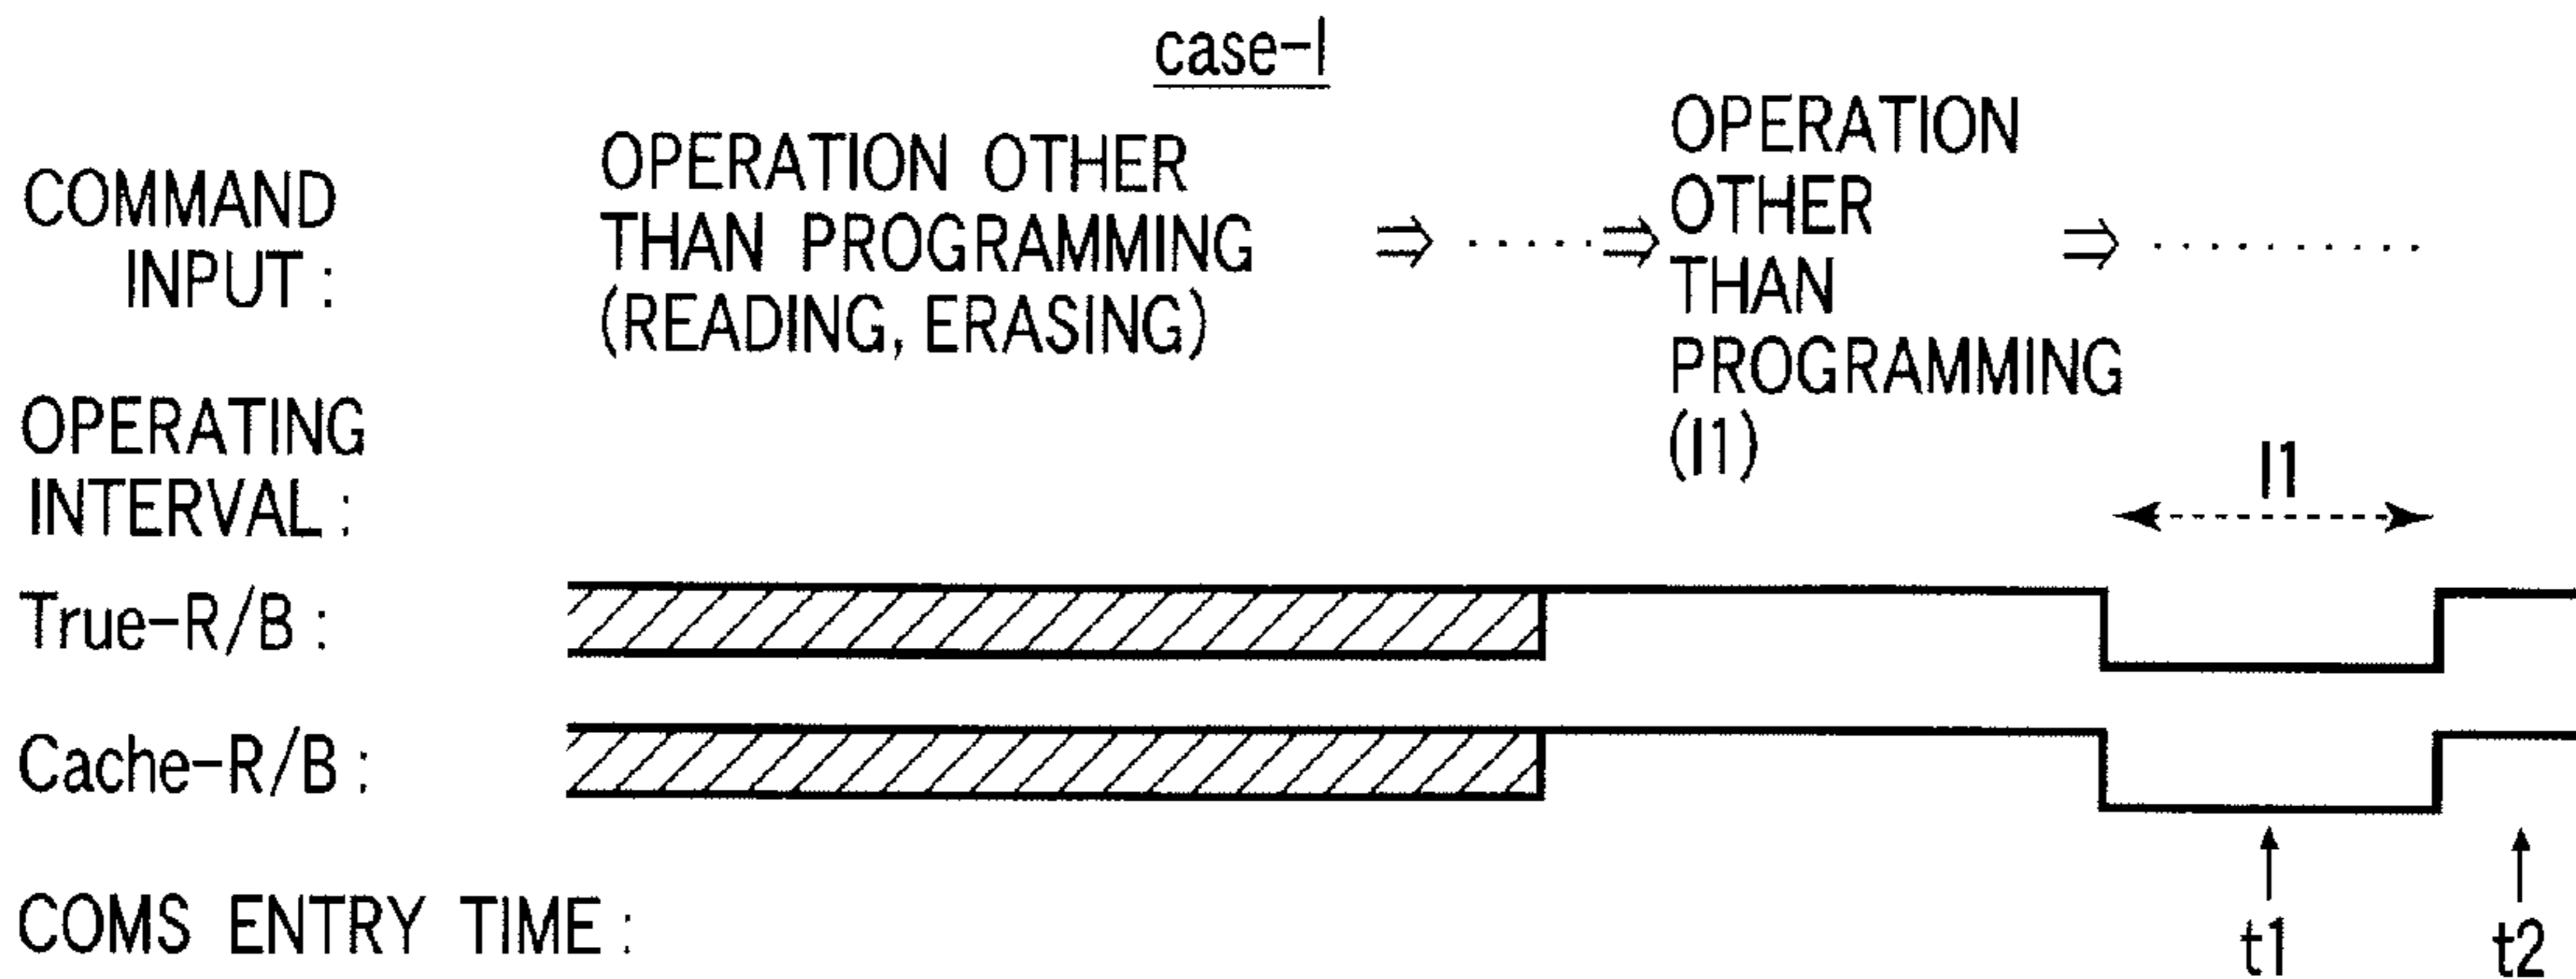 case-I
COMMAND
INPUT :
OPERATION OTHER
THAN PROGRAMMING
(READING, ERASING)
⇒ ..... ⇒
OPERATION
OTHER
THAN
PROGRAMMING
(I1)
⇒ ..........
OPERATING
INTERVAL :
I1
True-R/B :
Cache-R/B :
COMS ENTRY TIME :
t1
t2